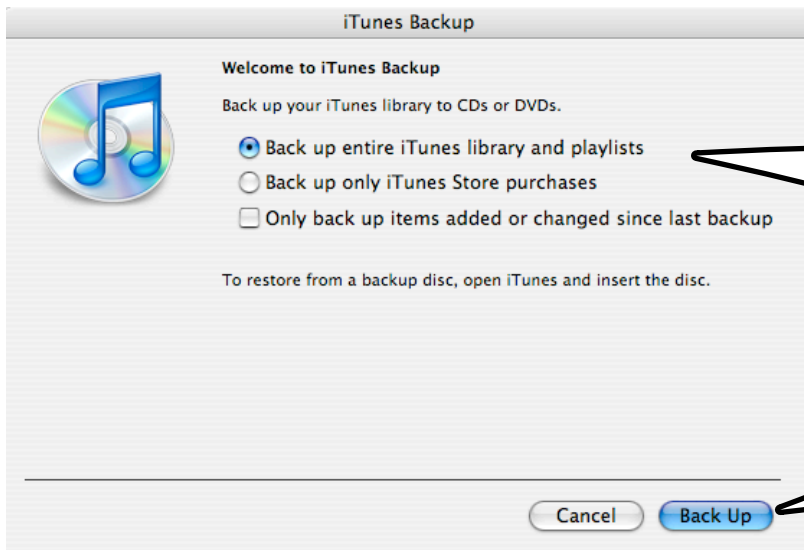 iTunes Backup
Welcome to iTunes Backup
Back up your iTunes library to CDs or DVDs.
Back up entire iTunes library and playlists
Back up only iTunes Store purchases
Only back up items added or changed since last backup
To restore from a backup disc, open iTunes and insert the disc.
Cancel Back Up